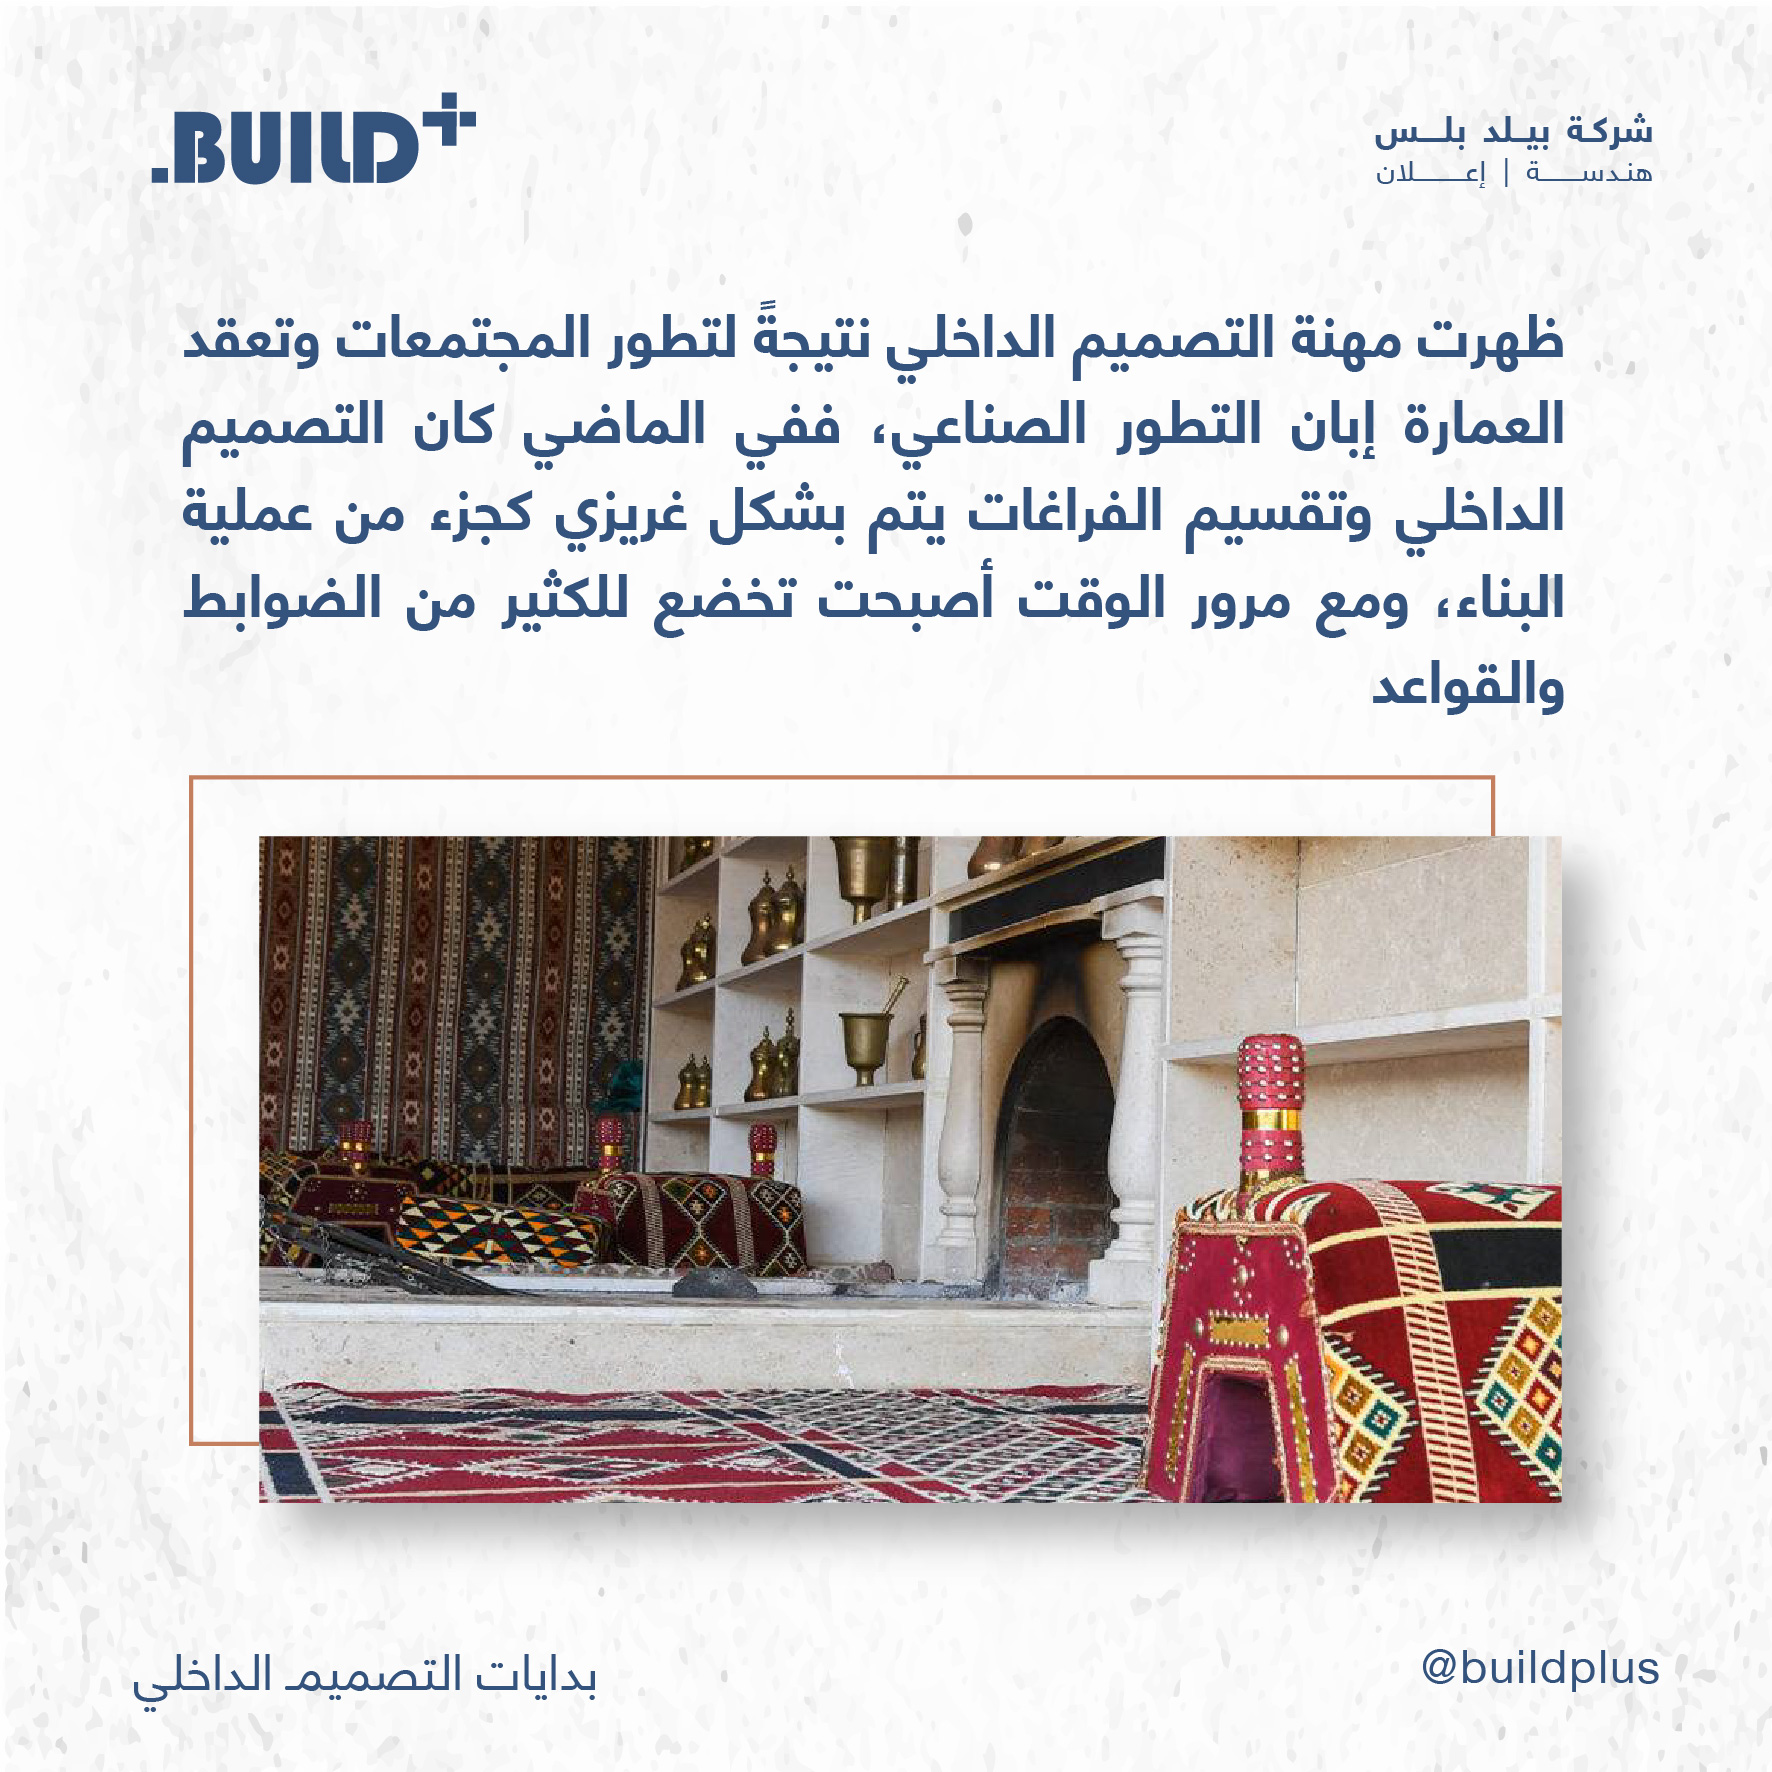 .BUILD+
شركة بيلد بلس
هندسة | إعلان
ظهرت مهنة التصميم الداخلي نتيجةً لتطور المجتمعات وتعقد
العمارة إبان التطور الصناعي، ففي الماضي كان التصميم
الداخلي وتقسيم الفراغات يتم بشكل غريزي كجزء من عملية
البناء، ومع مرور الوقت أصبحت تخضع للكثير من الضوابط
والقواعد
بدايات التصميم الداخلي
@buildplus